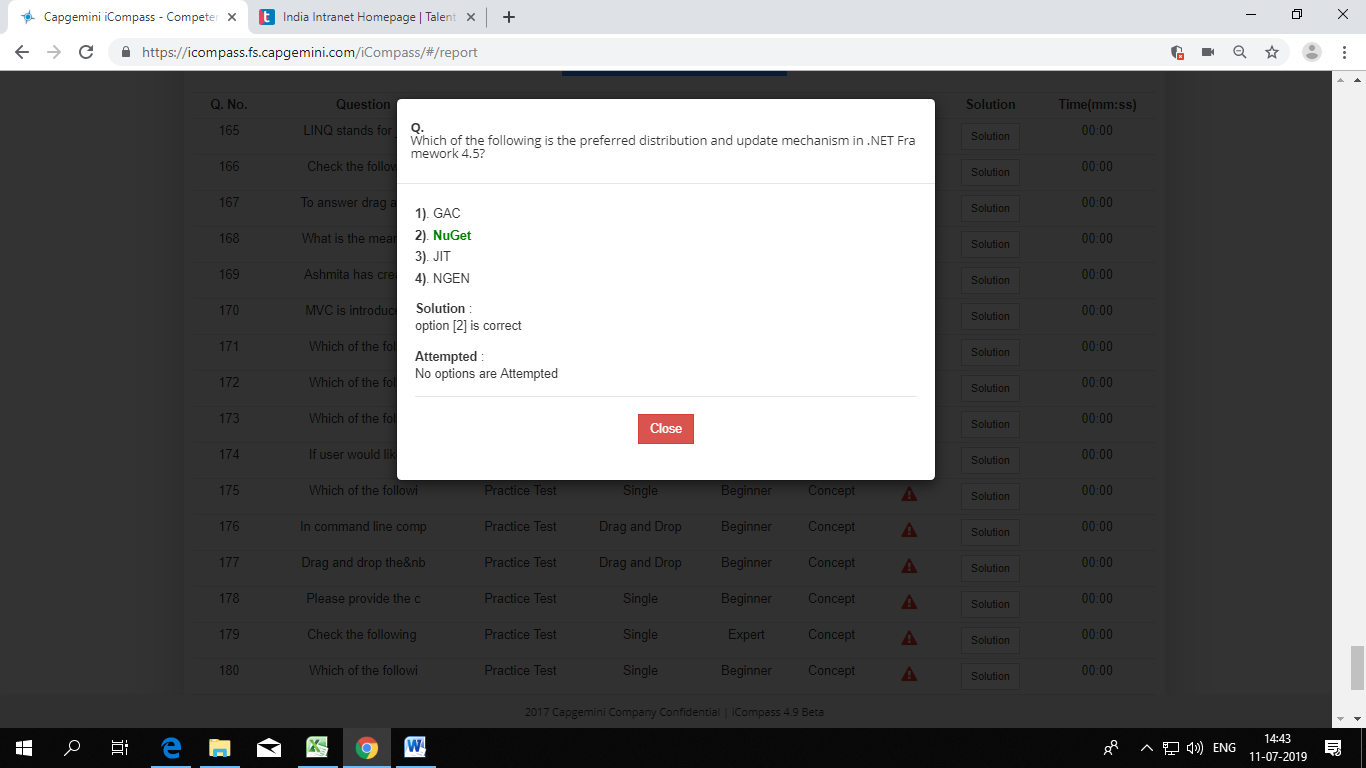 Capgemini iCompass - Competer
India Intranet Homepage | Talent
https://icompass.fs.capgemini.com/iCompass/#/report
Q. No. Question Solution Time(mm:ss)
165 LINQ stands for Solution 00:00
166 Check the follow Solution 00:00
167 To answer drag a Solution 00:00
168 What is the mean Solution 00:00
169 Ashmita has crea Solution 00:00
170 MVC is introduc Solution 00:00
171 Which of the fol Solution 00:00
172 Which of the fol Solution 00:00
173 Which of the fol Solution 00:00
174 If user would lik Solution 00:00
Q.
Which of the following is the preferred distribution and update mechanism in .NET Fra
mework 4.5?
1). GAC
2). NuGet
3). JIT
4). NGEN
Solution :
option [2] is correct
Attempted :
No options are Attempted
Close
175 Which of the followi Practice Test Single Beginner Concept Solution 00:00
176 In command line comp Practice Test Drag and Drop Beginner Concept Solution 00:00
177 Drag and drop the&nb Practice Test Drag and Drop Beginner Concept Solution 00:00
178 Please provide the c Practice Test Single Beginner Concept Solution 00:00
179 Check the following Practice Test Single Expert Concept Solution 00:00
180 Which of the followi Practice Test Single Beginner Concept Solution 00:00
2017 Capgemini Company Confidential | iCompass 4.9 Beta
ENG
14:43
11-07-2019